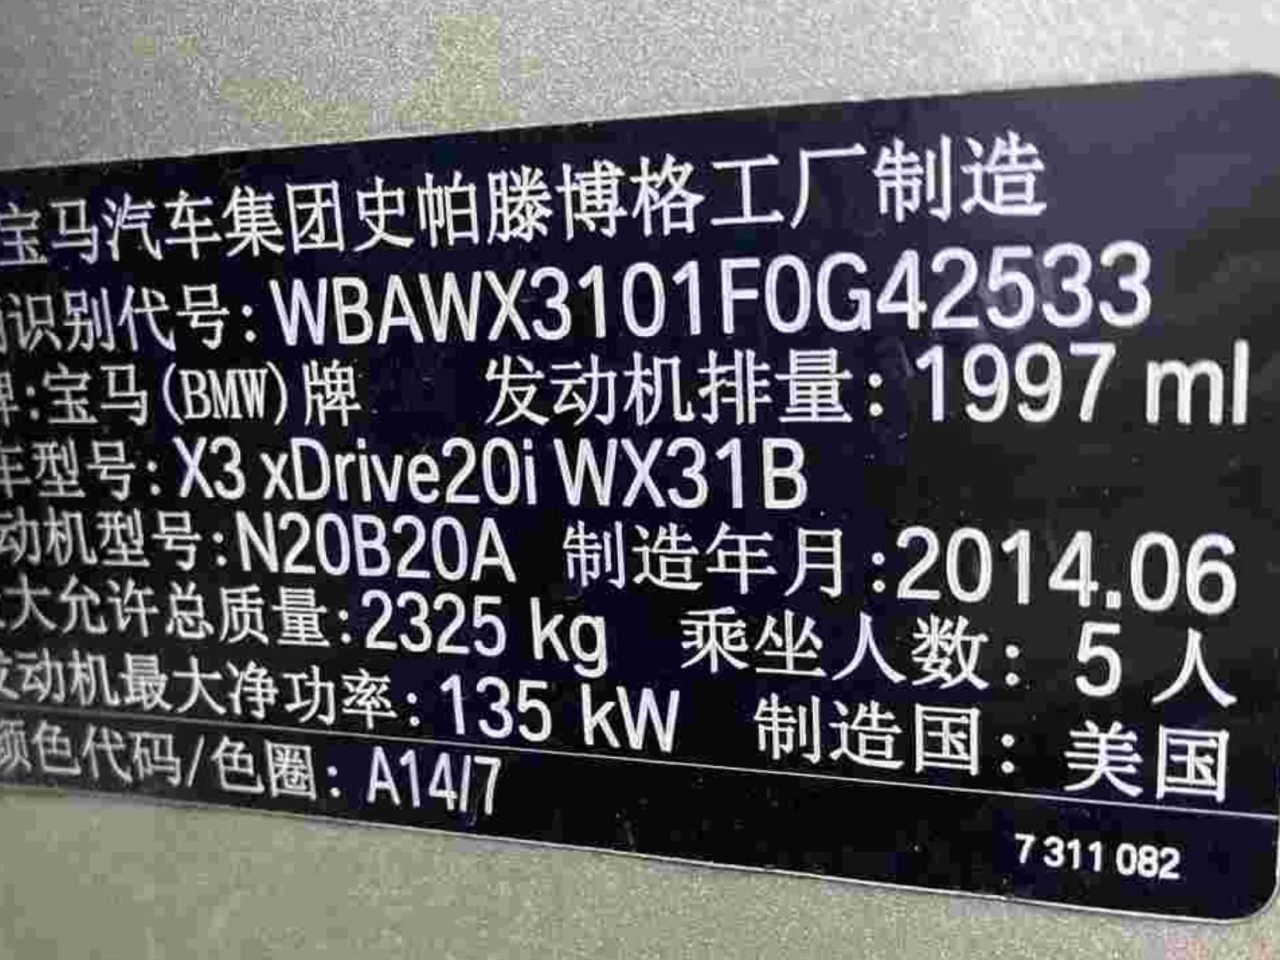 宝马汽车集团史帕滕博格工厂制造
识别代号：WBAWX3101F0G42533
牌：宝马(BMW)牌 发动机排量：1997 ml
车型号：X3 xDrive20i WX31B
动机型号：N20B20A 制造年月：2014.06
大允许总质量：2325 kg 乘坐人数：5 人
发动机最大净功率：135 kW 制造国：美国
颜色代码/色圈：A14/7
7 311 082